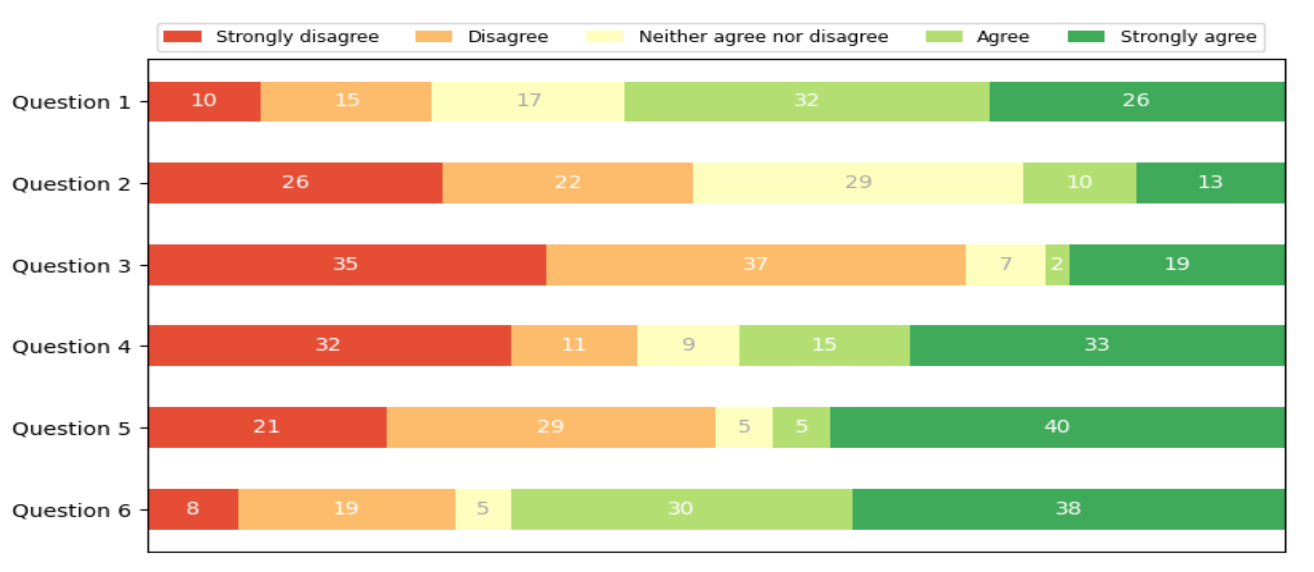 Strongly disagree Disagree Neither agree nor disagree Agree Strongly agree
Question 1 10 15 17 32 26
Question 2 26 22 29 10 13
Question 3 35 37 7 2 19
Question 4 32 11 9 15 33
Question 5 21 29 5 5 40
Question 6 8 19 5 30 38